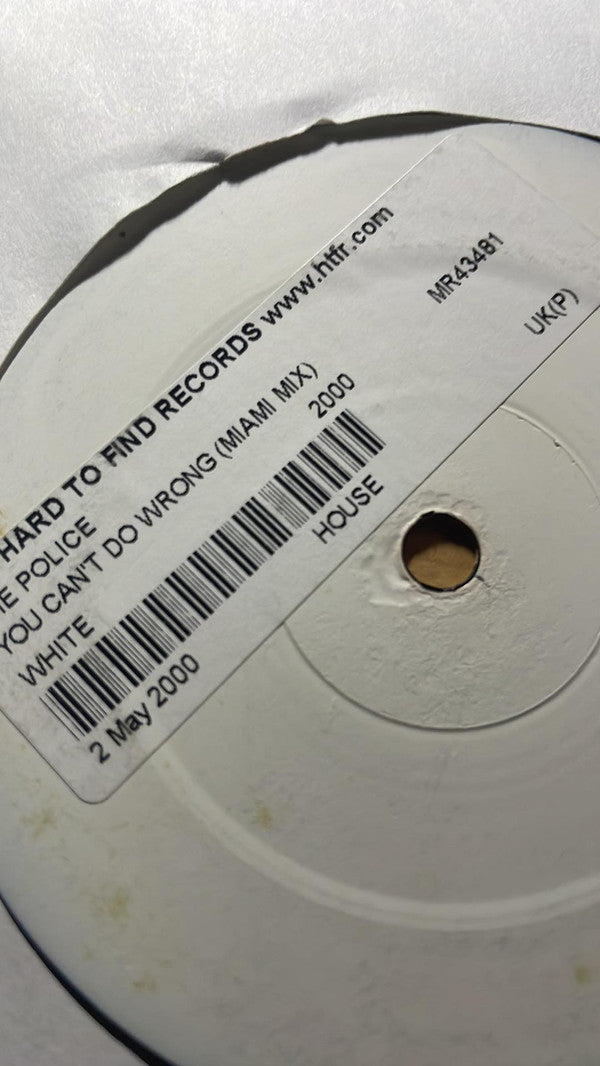 HARD TO FIND RECORDS www.htfr.com
POLICE
YOU CAN'T DO WRONG (MIAMI MIX)
WHITE
2000
MR43481
UK(P)
HOUSE
2 May 2000